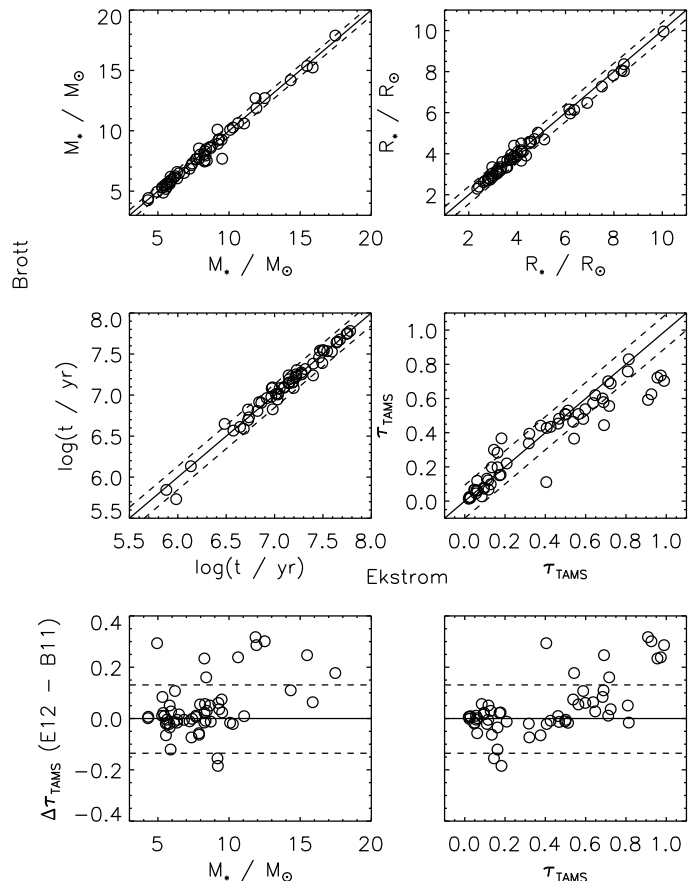 20
15
10
5
M* / M⊙
5 10 15 20
M* / M⊙
10
8
6
4
2
R* / R⊙
2 4 6 8 10
R* / R⊙
Brott
8.0
7.5
7.0
6.5
6.0
5.5
log(t / yr)
5.5 6.0 6.5 7.0 7.5 8.0
log(t / yr)
1.0
0.8
0.6
0.4
0.2
0.0
τTAMS
0.0 0.2 0.4 0.6 0.8 1.0
τTAMS
Ekstrom
0.4
0.2
0.0
−0.2
−0.4
ΔτTAMS (E12 − B11)
5 10 15 20
M* / M⊙
0.0 0.2 0.4 0.6 0.8 1.0
τTAMS